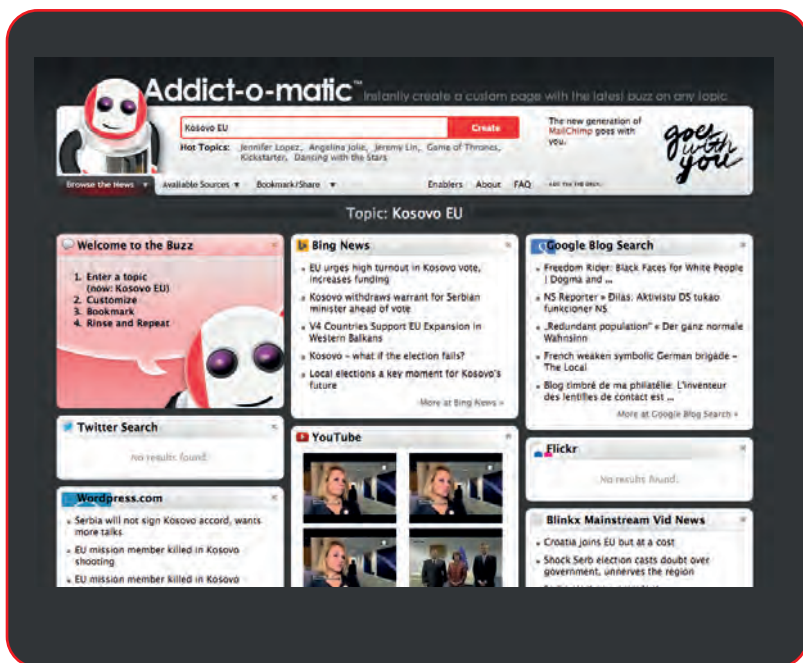 Addict-o-matic™ Instantly create a custom page with the latest buzz on any topic
Kosovo EU
Create
Hot Topics: Jennifer Lopez, Angelina Jolie, Jeremy Lin, Game of Thrones,
Kickstarter, Dancing with the Stars
The new generation of
MailChimp goes with
you.
goes
with
you
Browse the News ▼ Available Sources ▼ Bookmark/Share ▼ Enablers About FAQ
Topic: Kosovo EU
Welcome to the Buzz
1. Enter a topic
(now: Kosovo EU)
2. Customize
3. Bookmark
4. Rinse and Repeat
Twitter Search
No results found.
Wordpress.com
Serbia will not sign Kosovo accord, wants
more talks
EU mission member killed in Kosovo
shooting
EU mission member killed in Kosovo
Bing News
EU urges high turnout in Kosovo vote,
increases funding
Kosovo withdraws warrant for Serbian
minister ahead of vote
V4 Countries Support EU Expansion in
Western Balkans
Kosovo – what if the election fails?
Local elections a key moment for Kosovo's
future
More at Bing News »
YouTube
Google Blog Search
Freedom Rider: Black Faces for White People
| Dogma and ...
NS Reporter » Dilas: Aktivistu DS tukao
funkcioner NS
„Redundant population" « Der ganz normale
Wahnsinn
French weaken symbolic German brigade –
The Local
Blog timbré de ma philatélie: L'inventeur
des lentilles de contact est ...
More at Google Blog Search »
Flickr
No results found.
Blinkx Mainstream Vid News
Croatia joins EU but at a cost
Shock Serb election casts doubt over
government, unnerves the region